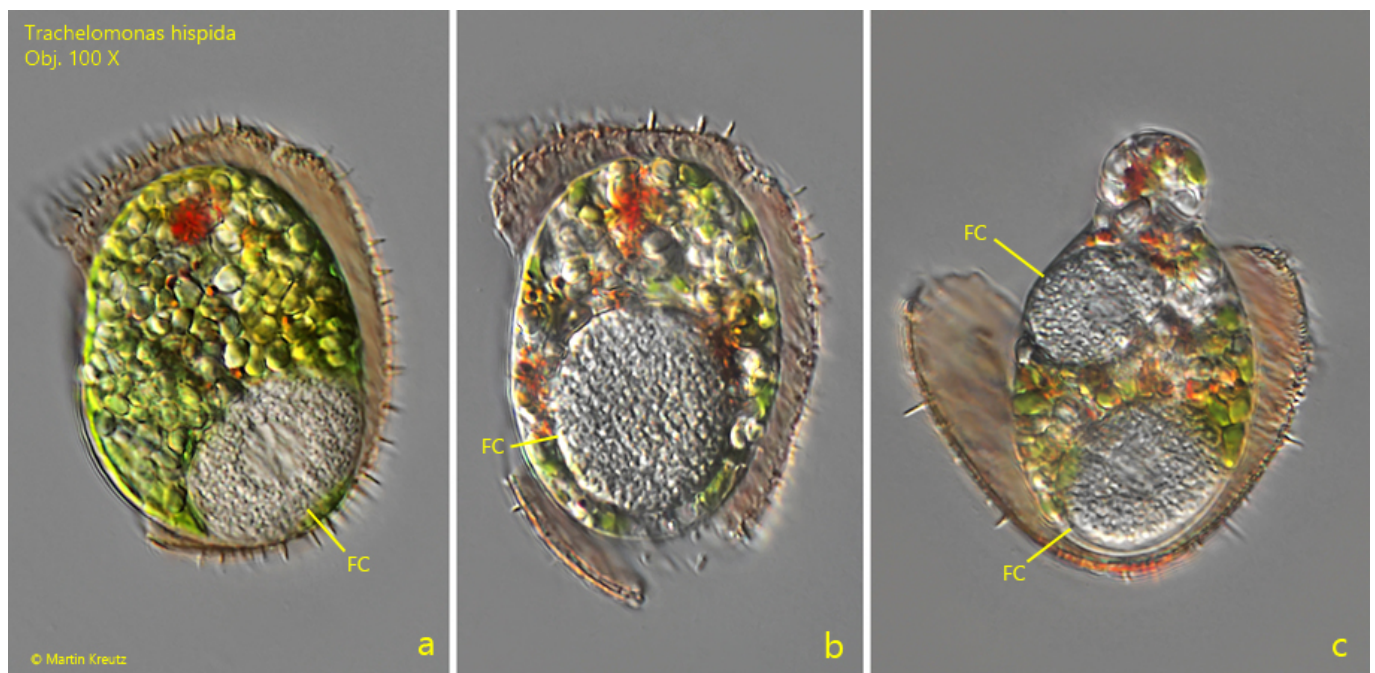 Trachelomonas hispida
Obj. 100 X
FC
© Martin Kreutz
a
FC
b
FC
FC
c